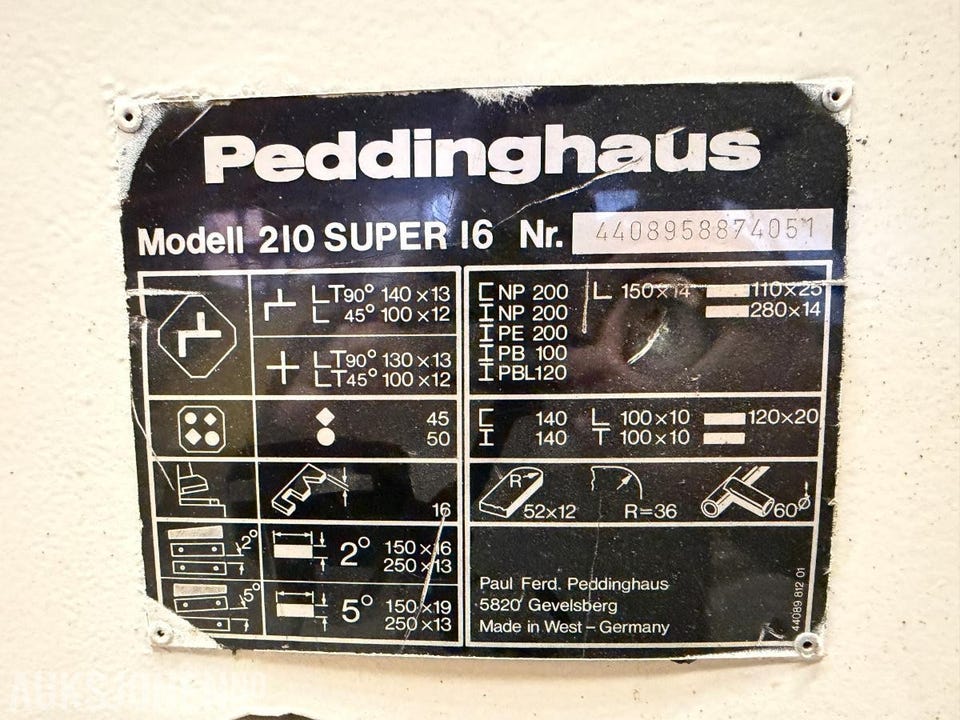 Peddinghaus
Modell 210 SUPER 16 Nr. 4408958874051
LT90° 140×13
L 45° 100×12
LT90° 130×13
LT45° 100×12
NP 200
NP 200
PE 200
PB 100
PBL120
L 150×14
110×25
280×14
45
50
140
140
L 100×10
T 100×10
120×20
16
R
52×12
R=36
60
2°
2° 150×16
250×13
5°
5° 150×19
250×13
Paul Ferd. Peddinghaus
5820 Gevelsberg
Made in West-Germany
44089 812 01